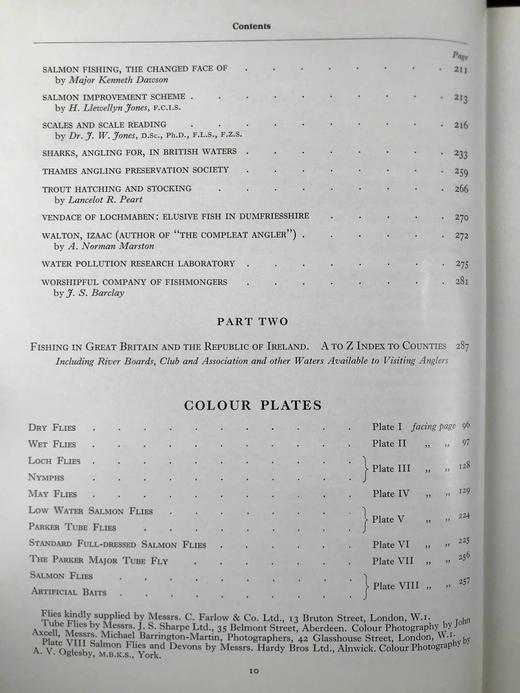 Contents
Page
SALMON FISHING, THE CHANGED FACE OF . . . . . . . 211
by Major Kenneth Dawson
SALMON IMPROVEMENT SCHEME . . . . . . . . 213
by H. Llewellyn Jones, F.C.I.S.
SCALES AND SCALE READING . . . . . . . 216
by Dr. J. W. Jones, D.Sc., Ph.D., F.L.S., F.Z.S.
SHARKS, ANGLING FOR, IN BRITISH WATERS . . . . . . . 233
THAMES ANGLING PRESERVATION SOCIETY . . . . . . . 259
TROUT HATCHING AND STOCKING . . . . . . . 266
by Lancelot R. Peart
VENDACE OF LOCHMABEN: ELUSIVE FISH IN DUMFRIESSHIRE . . . . . 270
WALTON, IZAAC (AUTHOR OF "THE COMPLEAT ANGLER") . . . . . . 272
by A. Norman Marston
WATER POLLUTION RESEARCH LABORATORY . . . . . . . 275
WORSHIPFUL COMPANY OF FISHMONGERS . . . . . . . 281
by J. S. Barclay
PART TWO
FISHING IN GREAT BRITAIN AND THE REPUBLIC OF IRELAND. A TO Z INDEX TO COUNTIES 287
Including River Boards, Club and Association and other Waters Available to Visiting Anglers
COLOUR PLATES
DRY FLIES . . . . . . . . . Plate I facing page 96
WET FLIES . . . . . . . . . Plate II ,, ,, 97
LOCH FLIES . . . . . . . . . } Plate III ,, ,, 128
NYMPHS . . . . . . . . .
MAY FLIES . . . . . . . . . Plate IV ,, ,, 129
LOW WATER SALMON FLIES . . . . . . . } Plate V ,, ,, 224
PARKER TUBE FLIES . . . . . . .
STANDARD FULL-DRESSED SALMON FLIES . . . . . Plate VI ,, ,, 225
THE PARKER MAJOR TUBE FLY . . . . . . Plate VII ,, ,, 256
SALMON FLIES . . . . . . . . } Plate VIII ,, ,, 257
ARTIFICIAL BAITS . . . . . . . .
Flies kindly supplied by Messrs. C. Farlow & Co. Ltd., 13 Bruton Street, London, W.1.
Tube Flies by Messrs. J. S. Sharpe Ltd., 35 Belmont Street, Aberdeen. Colour Photography by John
Axcell, Messrs. Michael Barrington-Martin, Photographers, 42 Glasshouse Street, London, W.1.
Plate VIII Salmon Flies and Devons by Messrs. Hardy Bros Ltd., Alnwick. Colour Photography by
A. V. Oglesby, M.B.K.S., York.
10